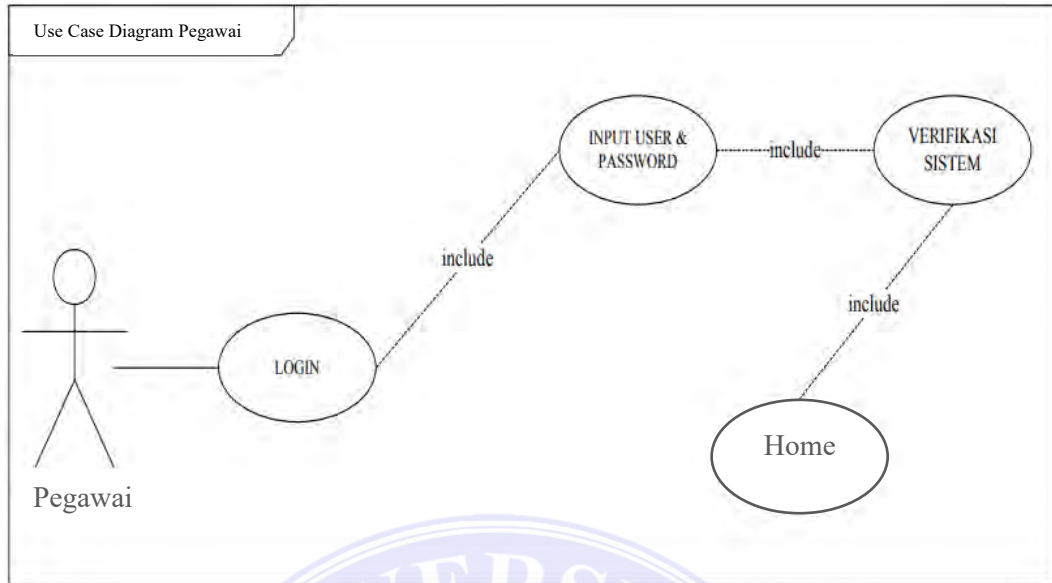 Use Case Diagram Pegawai
INPUT USER &
PASSWORD
include
VERIFIKASI
SISTEM
include
include
LOGIN
Home
Pegawai